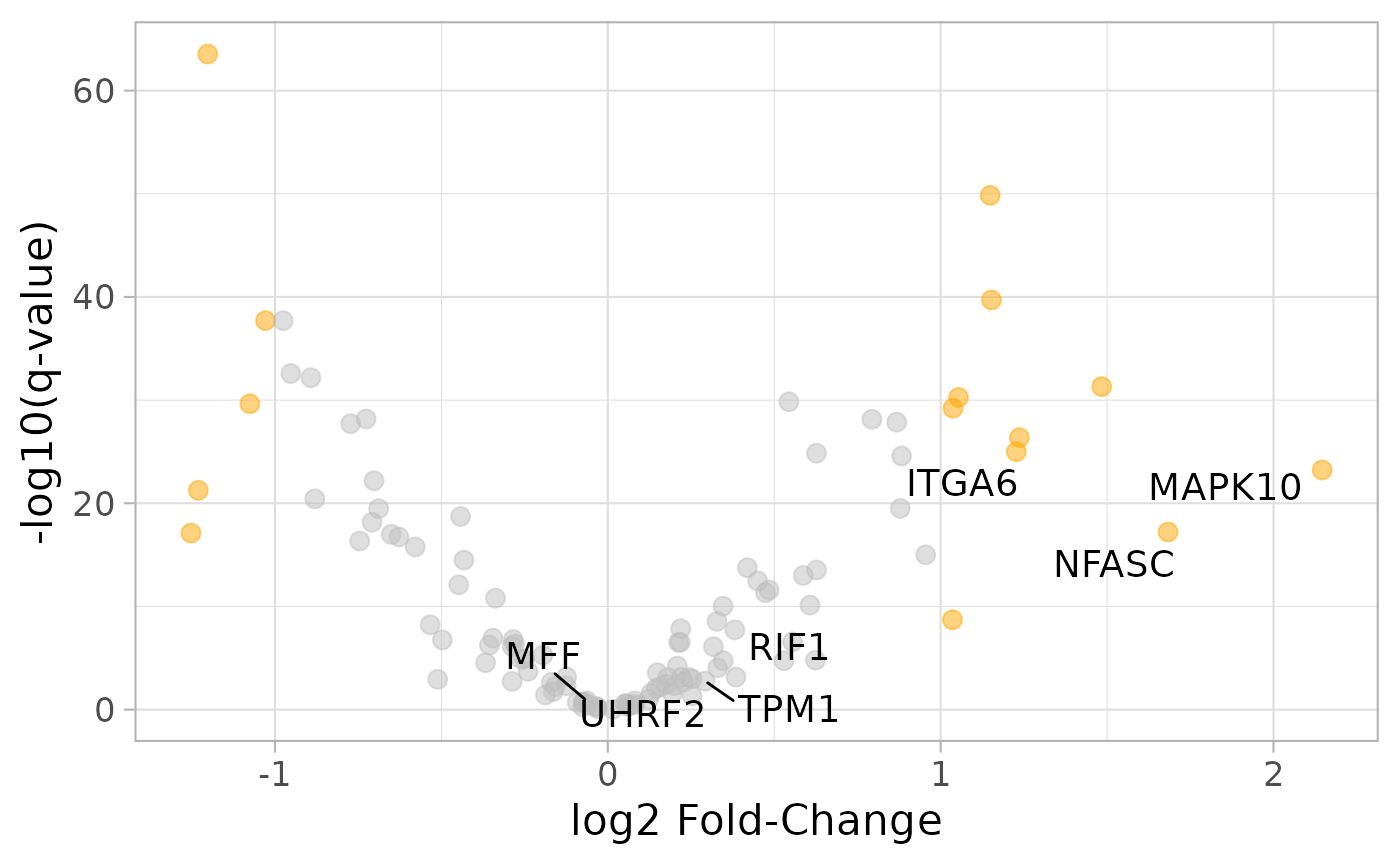 60
40
20
0
-log10(q-value)
ITGA6
MAPK10
NFASC
RIF1
MFF
UHRF2
TPM1
-1
0
1
2
log2 Fold-Change